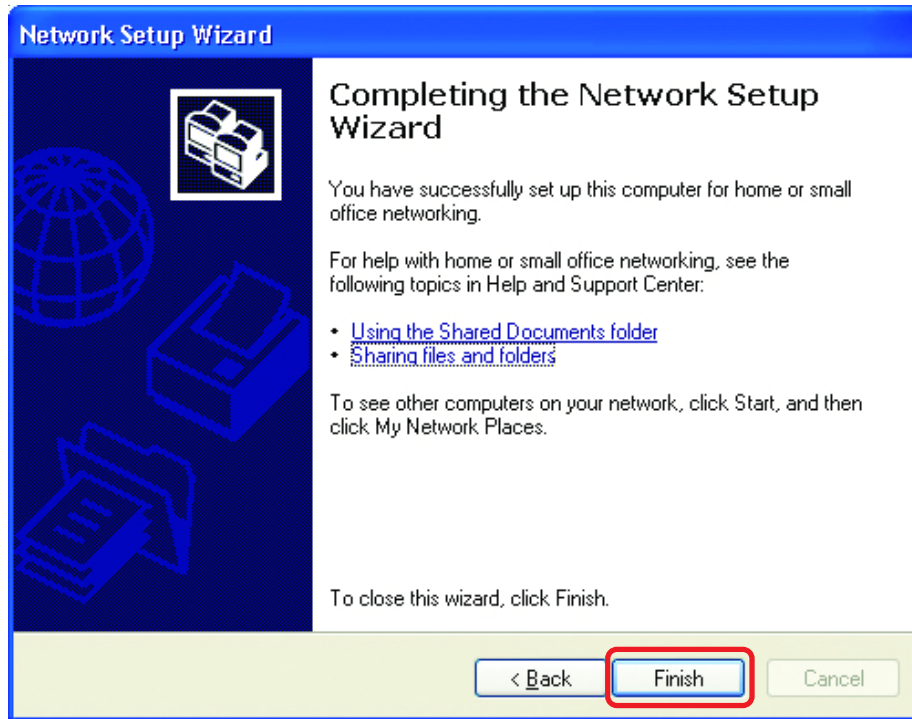 Network Setup Wizard
Completing the Network Setup
Wizard
You have successfully set up this computer for home or small
office networking.
For help with home or small office networking, see the
following topics in Help and Support Center:
• Using the Shared Documents folder
• Sharing files and folders
To see other computers on your network, click Start, and then
click My Network Places.
To close this wizard, click Finish.
< Back Finish Cancel